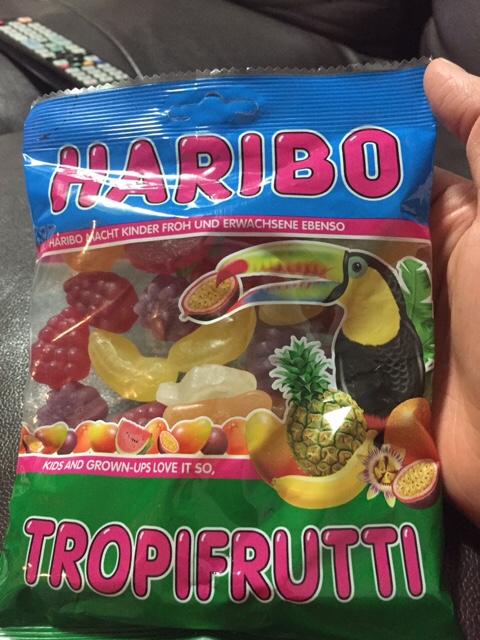 HARIBO
HARIBO MACHT KINDER FROH UND ERWACHSENE EBENSO
KIDS AND GROWN-UPS LOVE IT SO,
TROPIFRUTTI